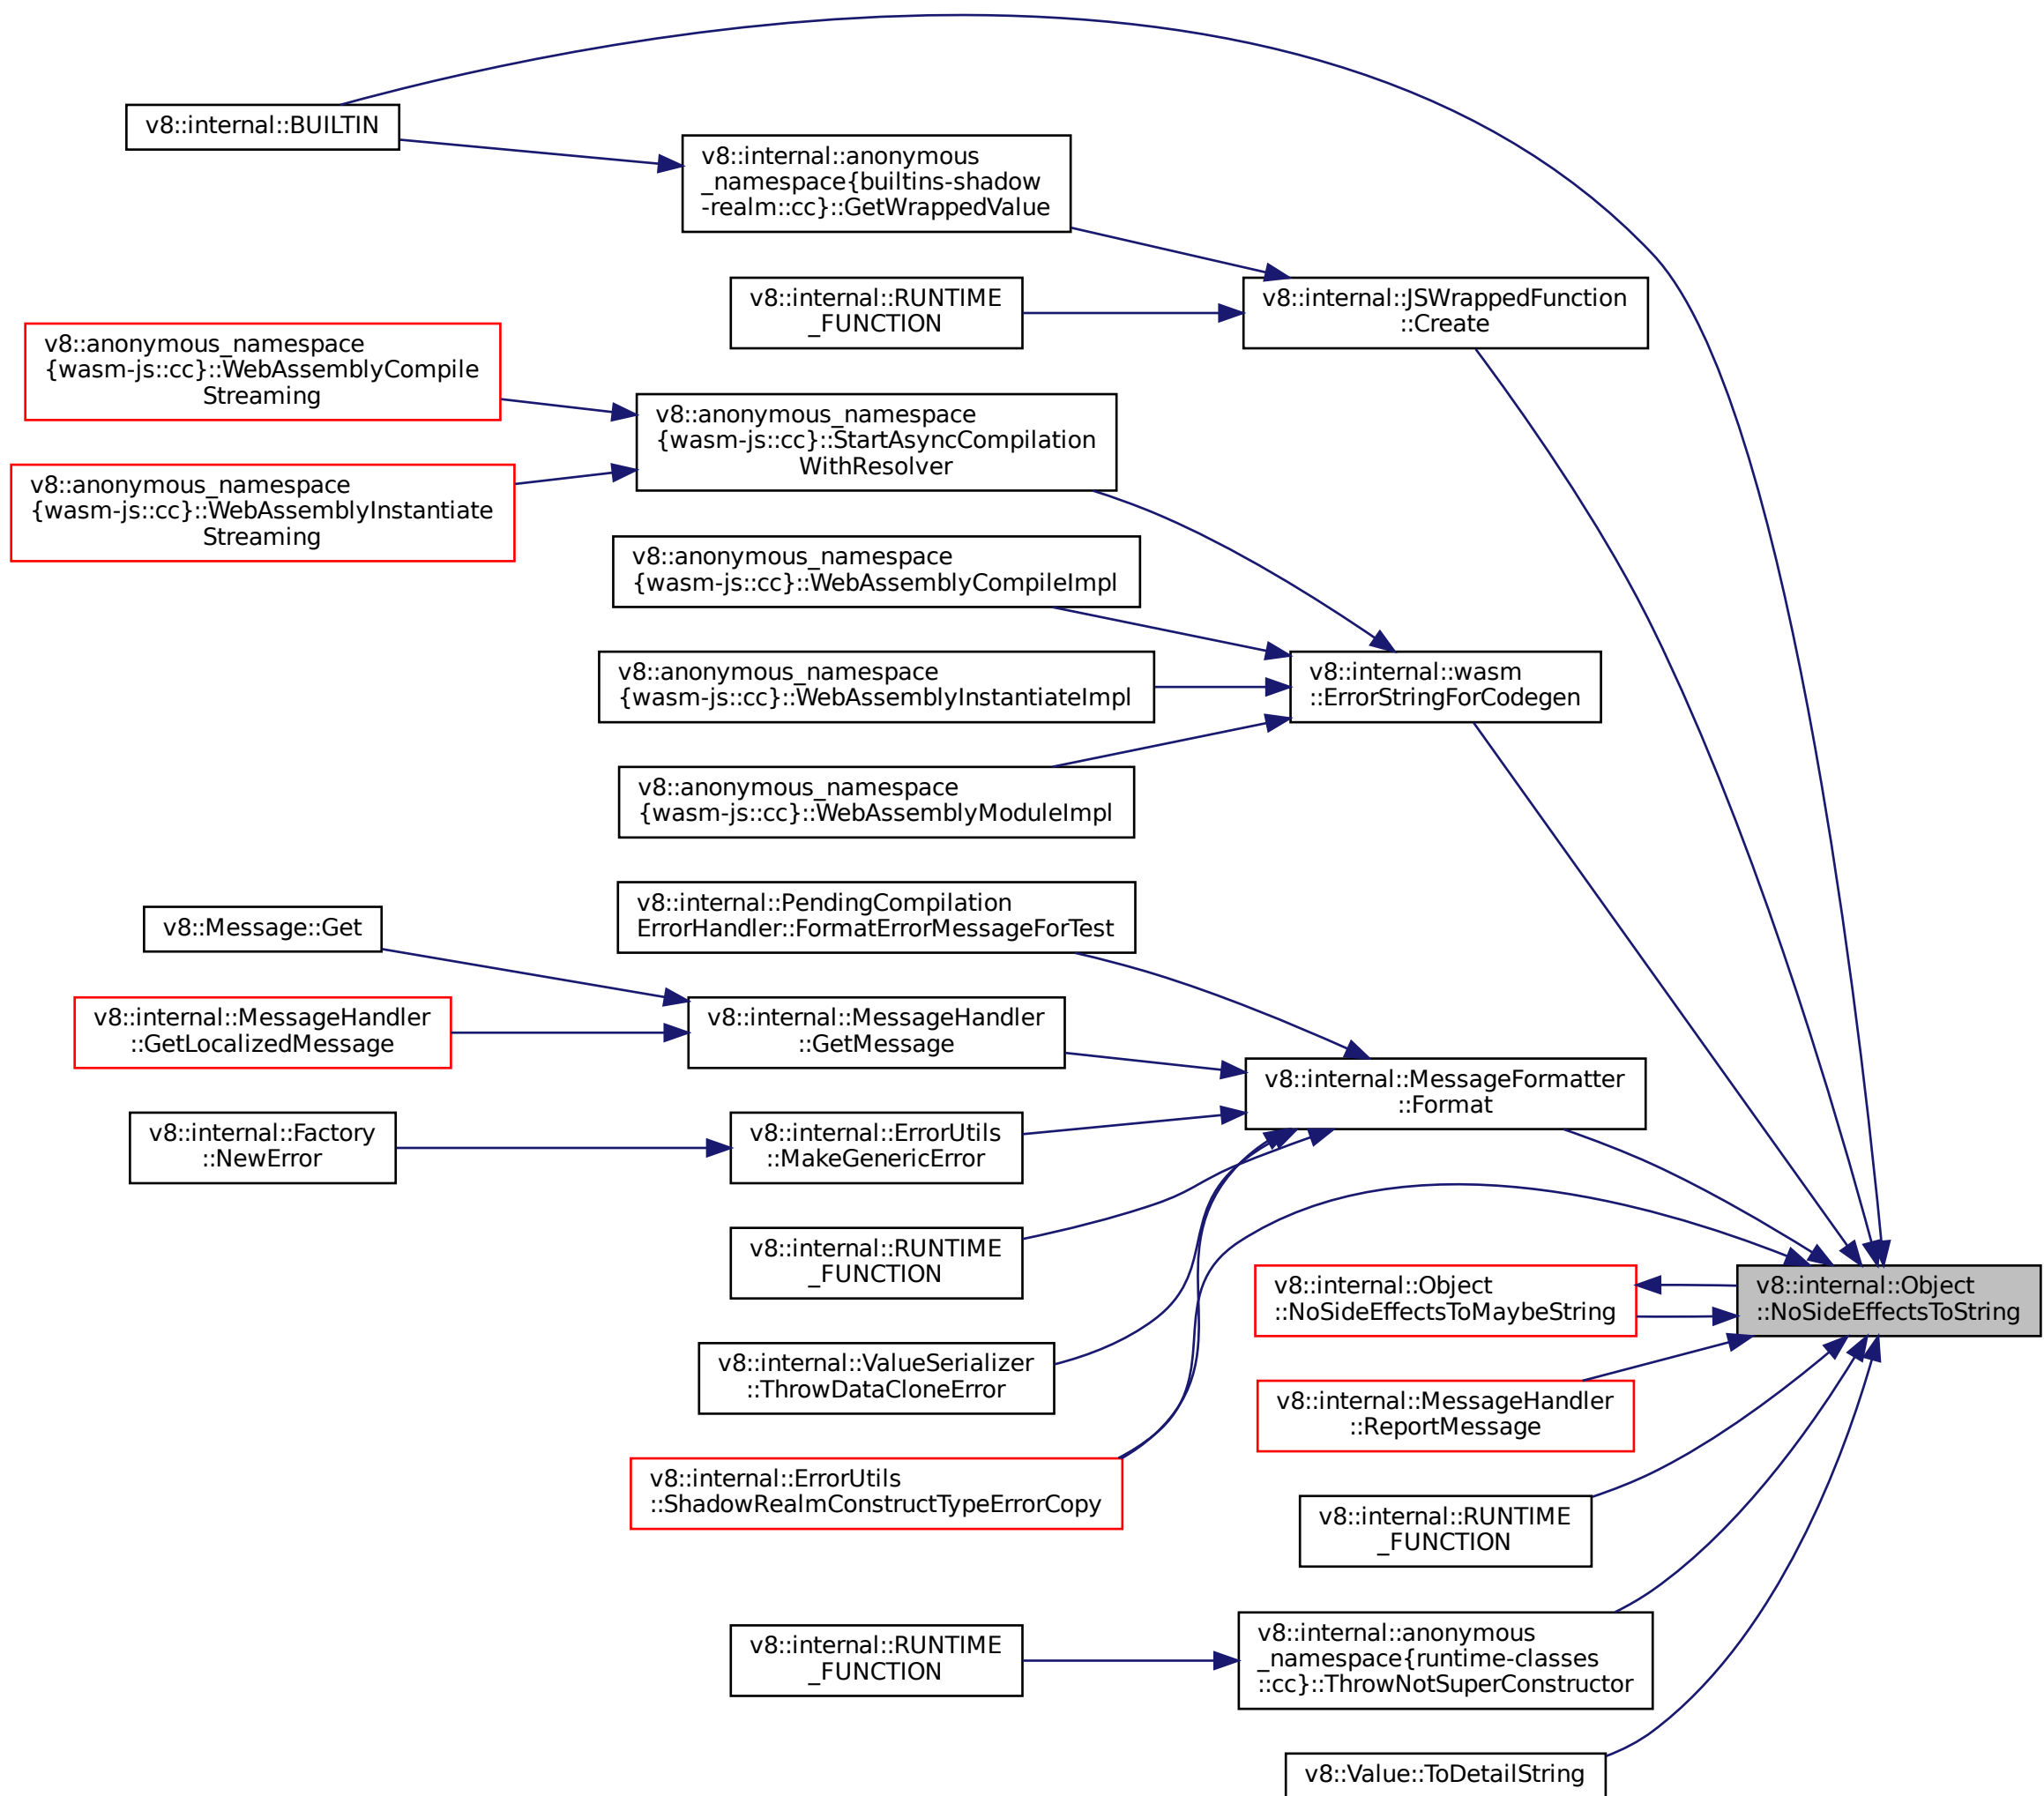 v8::internal::BUILTIN
v8::internal::anonymous
_namespace{builtins-shadow
-realm::cc}::GetWrappedValue
v8::internal::RUNTIME
_FUNCTION
v8::internal::JSWrappedFunction
::Create
v8::anonymous_namespace
{wasm-js::cc}::WebAssemblyCompile
Streaming
v8::anonymous_namespace
{wasm-js::cc}::StartAsyncCompilation
WithResolver
v8::anonymous_namespace
{wasm-js::cc}::WebAssemblyInstantiate
Streaming
v8::anonymous_namespace
{wasm-js::cc}::WebAssemblyCompileImpl
v8::anonymous_namespace
{wasm-js::cc}::WebAssemblyInstantiateImpl
v8::internal::wasm
::ErrorStringForCodegen
v8::anonymous_namespace
{wasm-js::cc}::WebAssemblyModuleImpl
v8::internal::PendingCompilation
ErrorHandler::FormatErrorMessageForTest
v8::Message::Get
v8::internal::MessageHandler
::GetLocalizedMessage
v8::internal::MessageHandler
::GetMessage
v8::internal::MessageFormatter
::Format
v8::internal::Factory
::NewError
v8::internal::ErrorUtils
::MakeGenericError
v8::internal::RUNTIME
_FUNCTION
v8::internal::Object
::NoSideEffectsToMaybeString
v8::internal::Object
::NoSideEffectsToString
v8::internal::ValueSerializer
::ThrowDataCloneError
v8::internal::MessageHandler
::ReportMessage
v8::internal::ErrorUtils
::ShadowRealmConstructTypeErrorCopy
v8::internal::RUNTIME
_FUNCTION
v8::internal::RUNTIME
_FUNCTION
v8::internal::anonymous
_namespace{runtime-classes
::cc}::ThrowNotSuperConstructor
v8::Value::ToDetailString